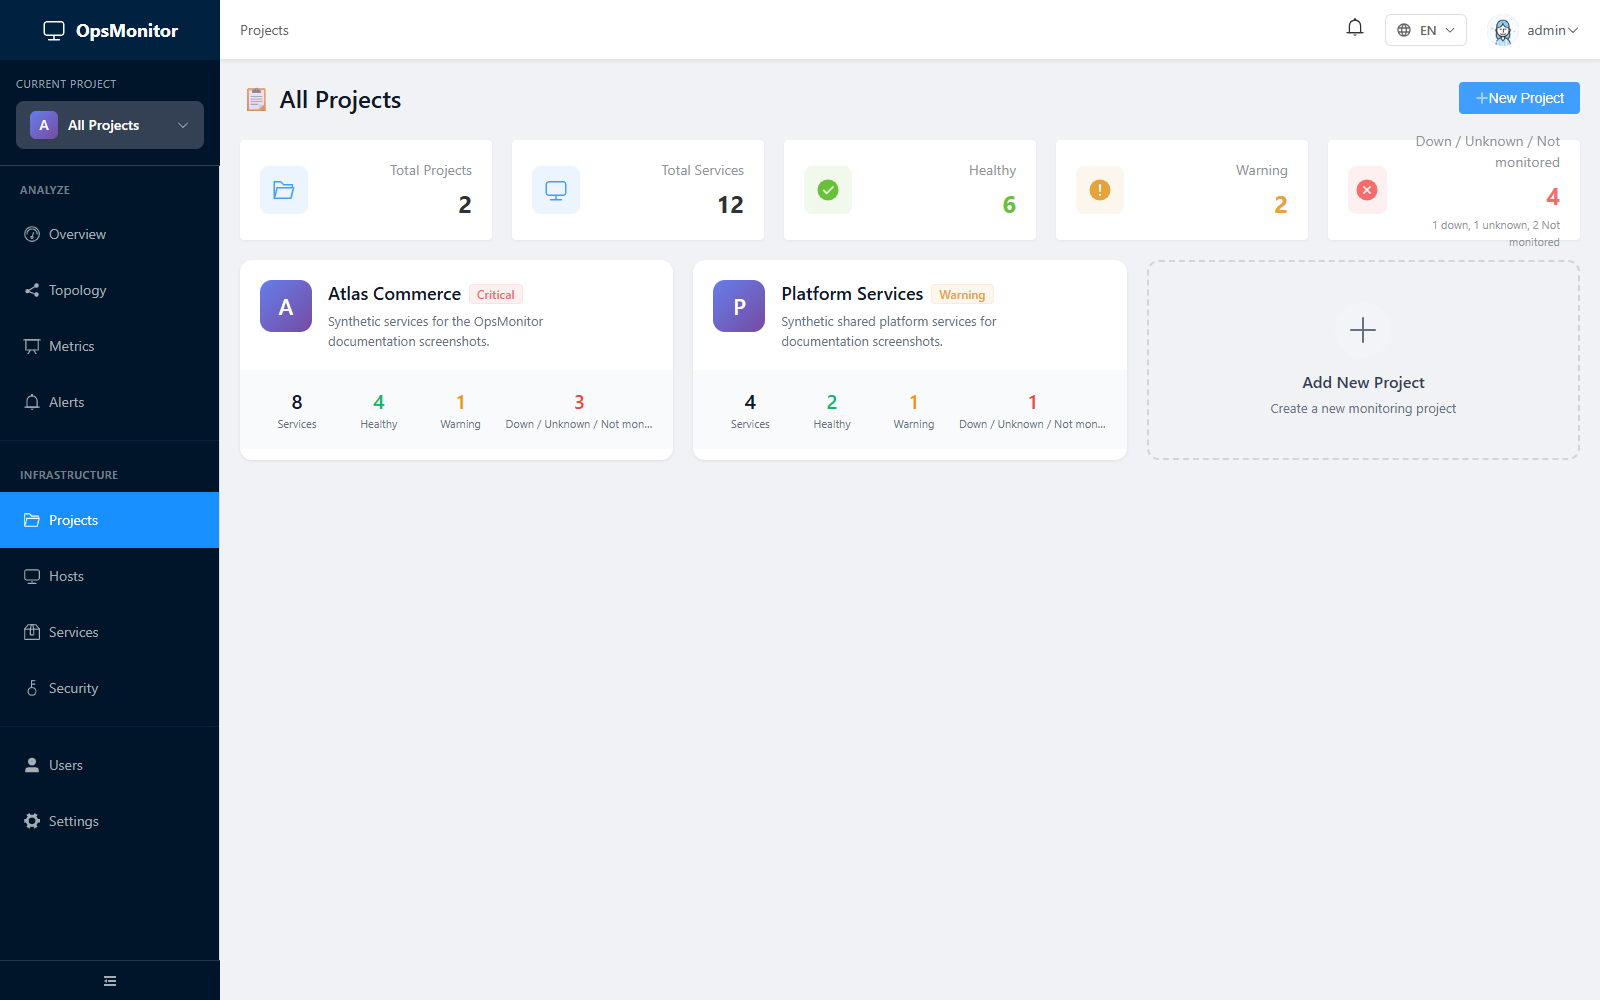 OpsMonitor
Projects
EN
admin
CURRENT PROJECT
A
All Projects
ANALYZE
Overview
Topology
Metrics
Alerts
INFRASTRUCTURE
Projects
Hosts
Services
Security
Users
Settings
All Projects
New Project
Total Projects
2
Total Services
12
Healthy
6
Warning
2
Down / Unknown / Not
monitored
4
1 down, 1 unknown, 2 Not
monitored
A
Atlas Commerce
Critical
Synthetic services for the OpsMonitor
documentation screenshots.
8
Services
4
Healthy
1
Warning
3
Down / Unknown / Not mon...
P
Platform Services
Warning
Synthetic shared platform services for
documentation screenshots.
4
Services
2
Healthy
1
Warning
1
Down / Unknown / Not mon...
Add New Project
Create a new monitoring project